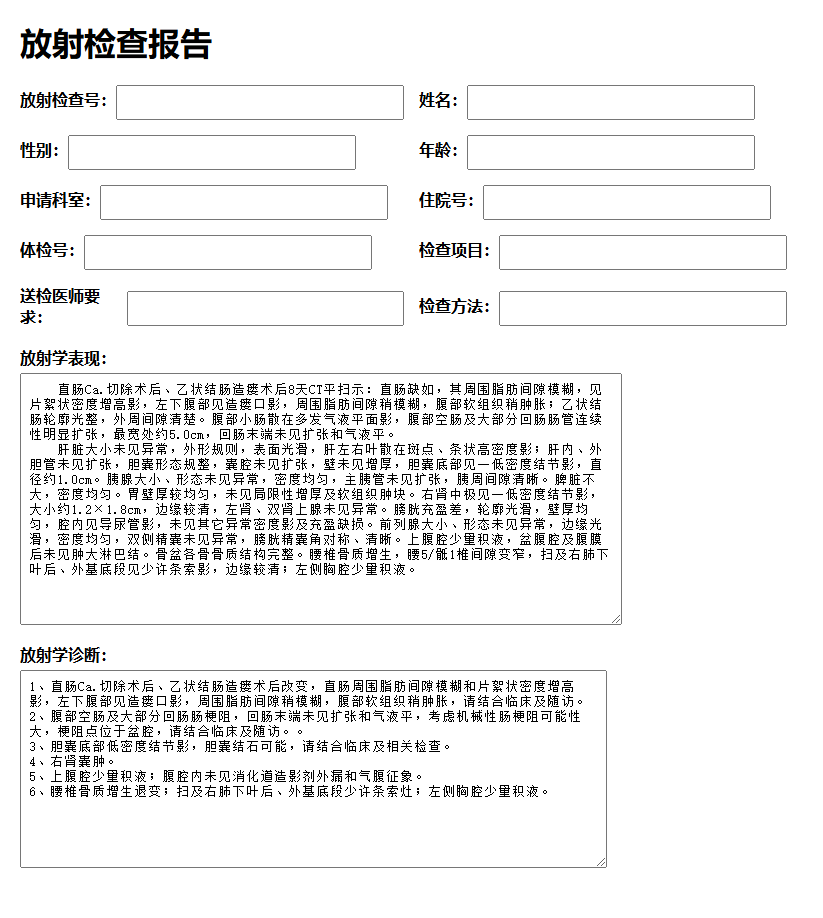 放射检查报告
放射检查号： 姓名：
性别： 年龄：
申请科室： 住院号：
体检号： 检查项目：
送检医师要求： 检查方法：
放射学表现：
直肠Ca.切除术后、乙状结肠造瘘术后8天CT平扫示：直肠缺如，其周围脂肪间隙模糊，见
片絮状密度增高影，左下腹部见造瘘口影，周围脂肪间隙稍模糊，腹部软组织稍肿胀；乙状结
肠轮廓光整，外周间隙清楚。腹部小肠散在多发气液平面影，腹部空肠及大部分回肠肠管连续
性明显扩张，最宽处约5.0cm，回肠末端未见扩张和气液平。
肝脏大小未见异常，外形规则，表面光滑，肝左右叶散在斑点、条状高密度影；肝内、外
胆管未见扩张，胆囊形态规整，囊腔未见扩张，壁未见增厚，胆囊底部见一低密度结节影，直
径约1.0cm。胰腺大小、形态未见异常，密度均匀，主胰管未见扩张，胰周间隙清晰。脾脏不
大，密度均匀。胃壁厚较均匀，未见局限性增厚及软组织肿块。右肾中极见一低密度结节影，
大小约1.2×1.8cm，边缘较清，左肾、双肾上腺未见异常。膀胱充盈差，轮廓光滑，壁厚均
匀，腔内见导尿管影，未见其它异常密度影及充盈缺损。前列腺大小、形态未见异常，边缘光
滑，密度均匀，双侧精囊未见异常，膀胱精囊角对称、清晰。上腹腔少量积液，盆腹腔及腹膜
后未见肿大淋巴结。骨盆各骨骨质结构完整。腰椎骨质增生，腰5/骶1椎间隙变窄，扫及右肺下
叶后、外基底段见少许条索影，边缘较清；左侧胸腔少量积液。
放射学诊断：
1、直肠Ca.切除术后、乙状结肠造瘘术后改变，直肠周围脂肪间隙模糊和片絮状密度增高
影，左下腹部见造瘘口影，周围脂肪间隙稍模糊，腹部软组织稍肿胀，请结合临床及随访。
2、腹部空肠及大部分回肠肠梗阻，回肠末端未见扩张和气液平，考虑机械性肠梗阻可能性
大，梗阻点位于盆腔，请结合临床及随访。。
3、胆囊底部低密度结节影，胆囊结石可能，请结合临床及相关检查。
4、右肾囊肿。
5、上腹腔少量积液；腹腔内未见消化道造影剂外漏和气腹征象。
6、腰椎骨质增生退变；扫及右肺下叶后、外基底段少许条索灶；左侧胸腔少量积液。